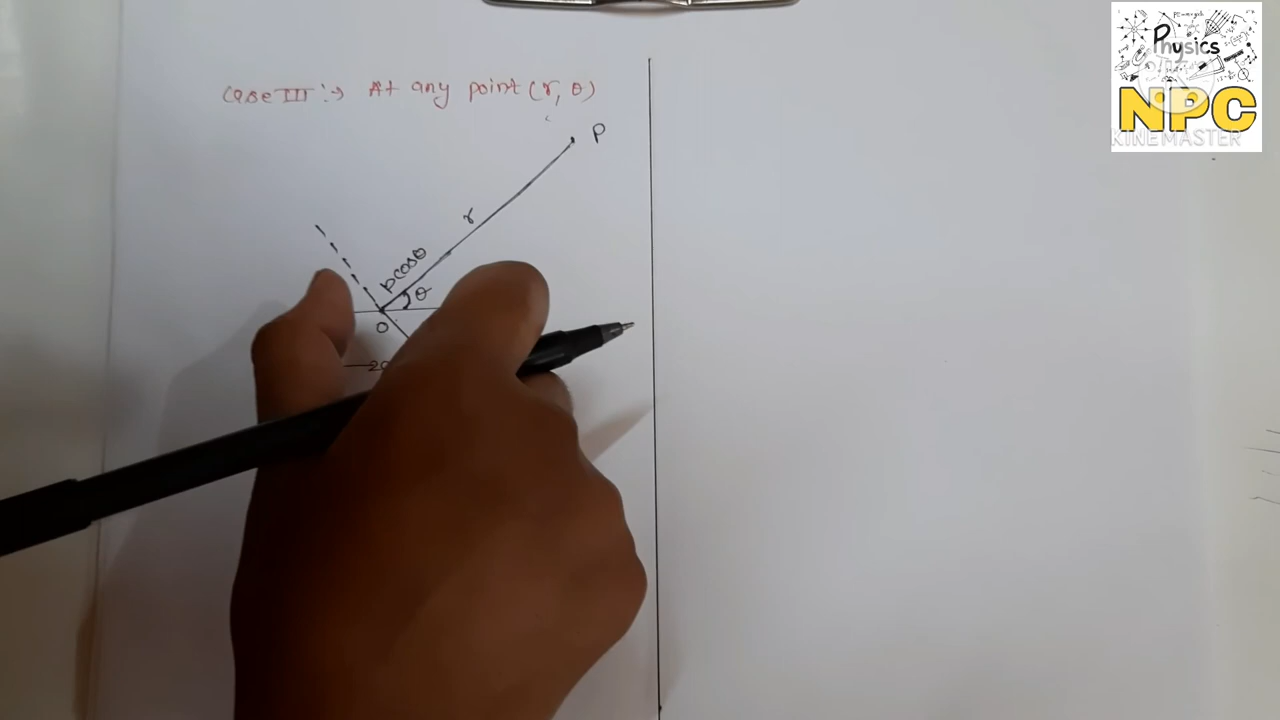 Case III :→ At any point (r, θ)
P
r
pcosθ
θ
O
Physics
NPC
KINEMASTER